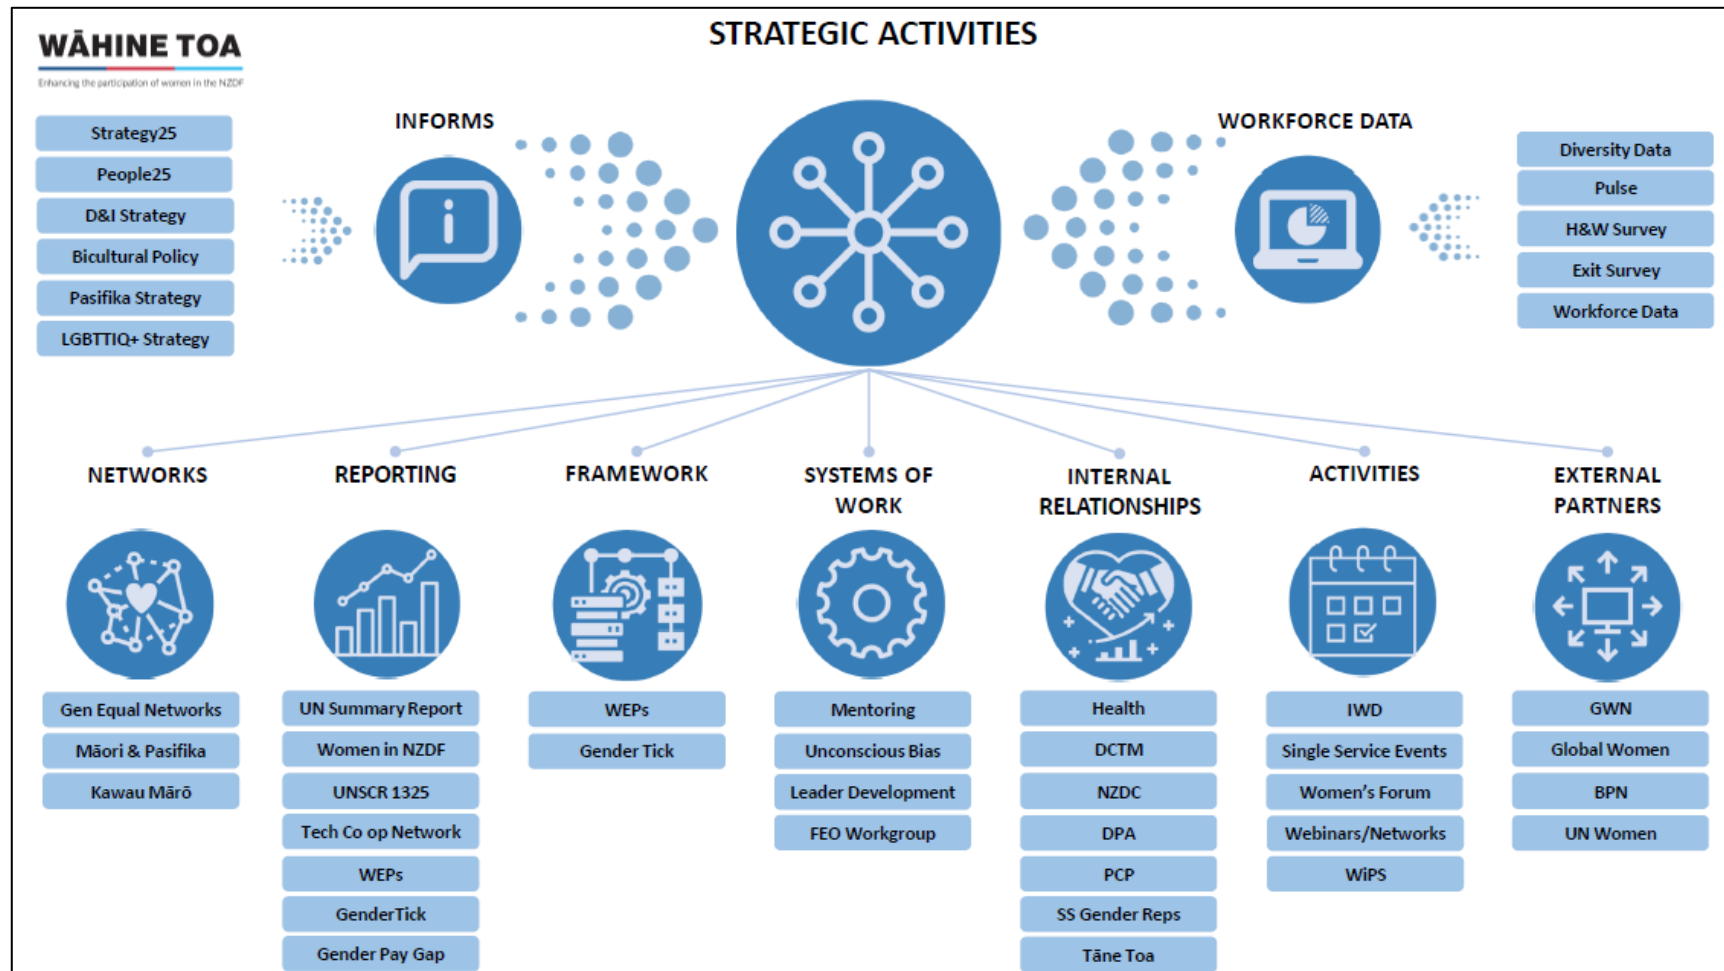 STRATEGIC ACTIVITIES
WĀHINE TOA
Enhancing the participation of women in the NZDF
Strategy25
People25
D&I Strategy
Bicultural Policy
Pasifika Strategy
LGBTTIQ+ Strategy
INFORMS
WORKFORCE DATA
Diversity Data
Pulse
H&W Survey
Exit Survey
Workforce Data
NETWORKS
Gen Equal Networks
Māori & Pasifika
Kawau Mārō
REPORTING
UN Summary Report
Women in NZDF
UNSCR 1325
Tech Co op Network
WEPs
GenderTick
Gender Pay Gap
FRAMEWORK
WEPs
Gender Tick
SYSTEMS OF
WORK
Mentoring
Unconscious Bias
Leader Development
FEO Workgroup
INTERNAL
RELATIONSHIPS
Health
DCTM
NZDC
DPA
PCP
SS Gender Reps
Tāne Toa
ACTIVITIES
IWD
Single Service Events
Women's Forum
Webinars/Networks
WiPS
EXTERNAL
PARTNERS
GWN
Global Women
BPN
UN Women